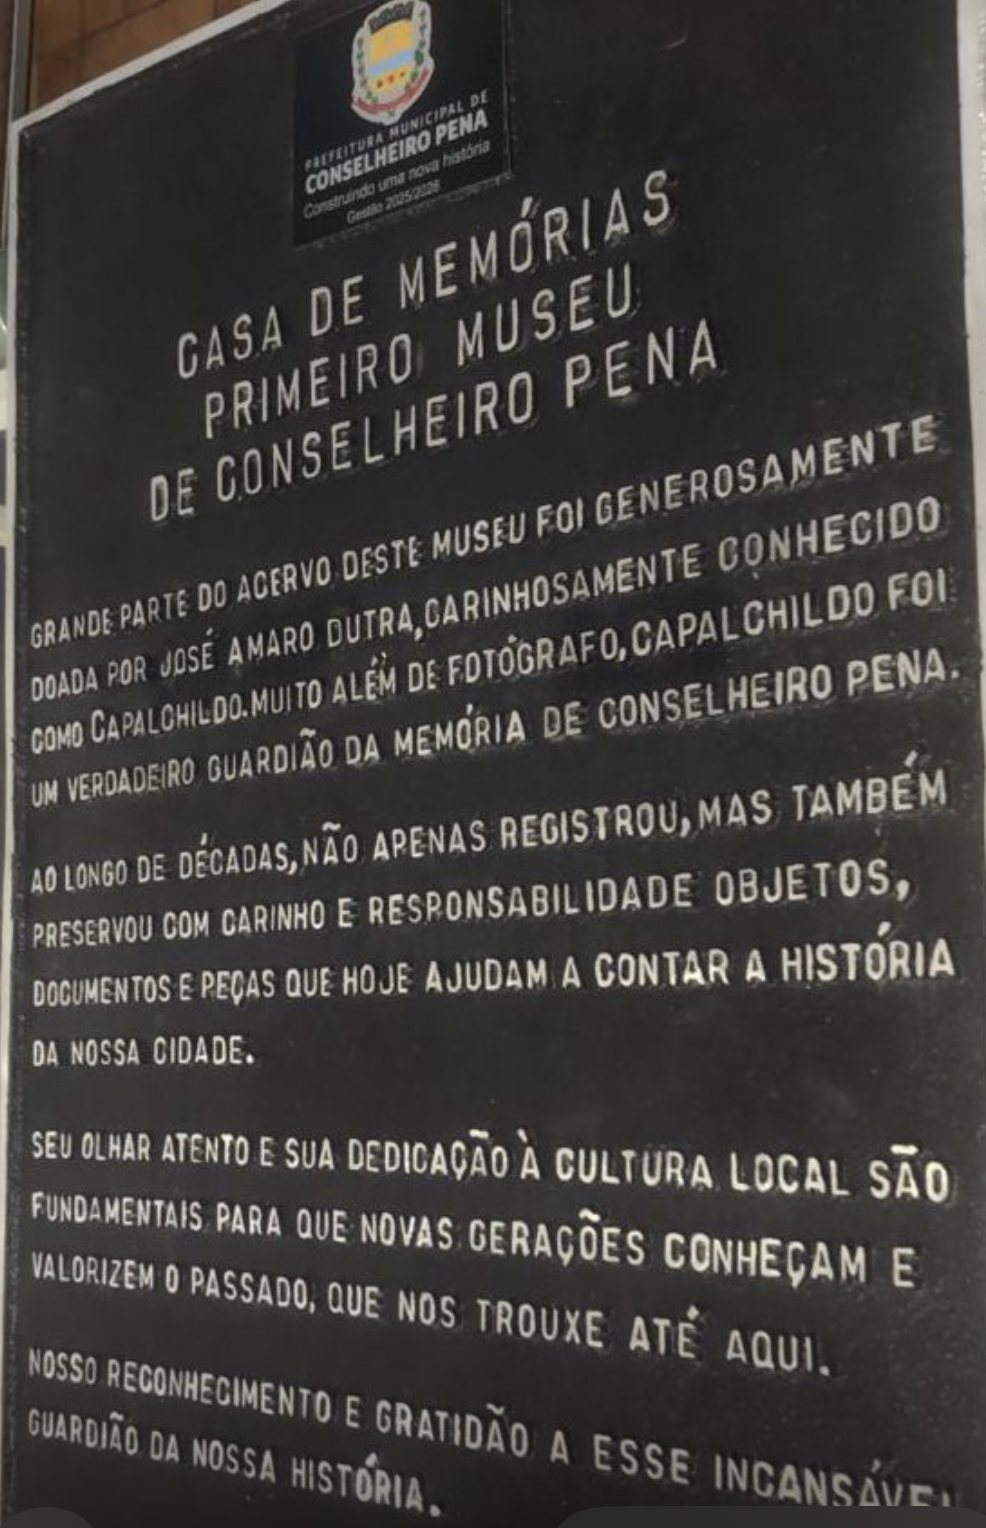 PREFEITURA MUNICIPAL DE
CONSELHEIRO PENA
Construindo uma nova história
Gestão 2025/2028
CASA DE MEMÓRIAS
PRIMEIRO MUSEU
DE CONSELHEIRO PENA
GRANDE PARTE DO ACERVO DESTE MUSEU FOI GENEROSAMENTE
DOADA POR JOSÉ AMARO DUTRA, CARINHOSAMENTE CONHECIDO
COMO CAPALCHILDO. MUITO ALÉM DE FOTÓGRAFO, CAPALCHILDO FOI
UM VERDADEIRO GUARDIÃO DA MEMÓRIA DE CONSELHEIRO PENA.
AO LONGO DE DÉCADAS, NÃO APENAS REGISTROU, MAS TAMBÉM
PRESERVOU COM CARINHO E RESPONSABILIDADE OBJETOS,
DOCUMENTOS E PEÇAS QUE HOJE AJUDAM A CONTAR A HISTÓRIA
DA NOSSA CIDADE.
SEU OLHAR ATENTO E SUA DEDICAÇÃO À CULTURA LOCAL SÃO
FUNDAMENTAIS PARA QUE NOVAS GERAÇÕES CONHEÇAM E
VALORIZEM O PASSADO, QUE NOS TROUXE ATÉ AQUI.
NOSSO RECONHECIMENTO E GRATIDÃO A ESSE INCANSÁVEL
GUARDIÃO DA NOSSA HISTÓRIA.